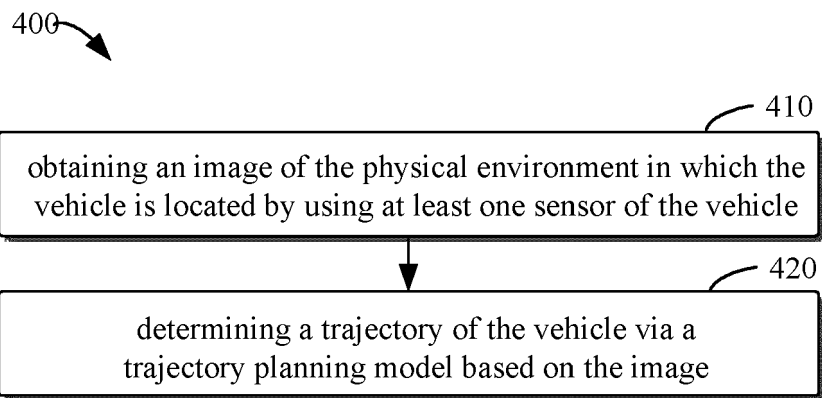 400
410
obtaining an image of the physical environment in which the
vehicle is located by using at least one sensor of the vehicle
420
determining a trajectory of the vehicle via a
trajectory planning model based on the image